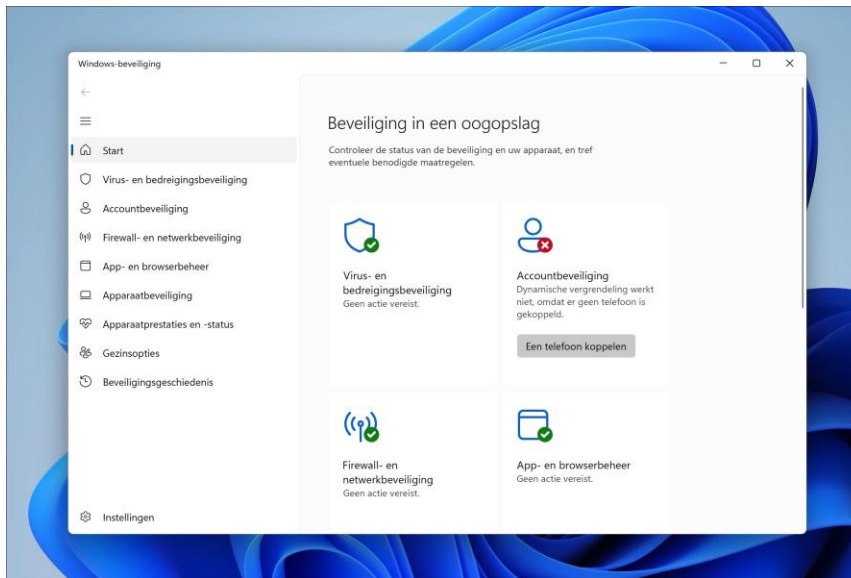 Windows-beveiliging
Start
Virus- en bedreigingsbeveiliging
Accountbeveiliging
Firewall- en netwerkbeveiliging
App- en browserbeheer
Apparaatbeveiliging
Apparaatprestaties en -status
Gezinsopties
Beveiligingsgeschiedenis
Instellingen
Beveiliging in een oogopslag
Controleer de status van de beveiliging en uw apparaat, en tref
eventuele benodigde maatregelen.
Virus- en
bedreigingsbeveiliging
Geen actie vereist.
Accountbeveiliging
Dynamische vergrendeling werkt
niet, omdat er geen telefoon is
gekoppeld.
Een telefoon koppelen
Firewall- en
netwerkbeveiliging
Geen actie vereist.
App- en browserbeheer
Geen actie vereist.